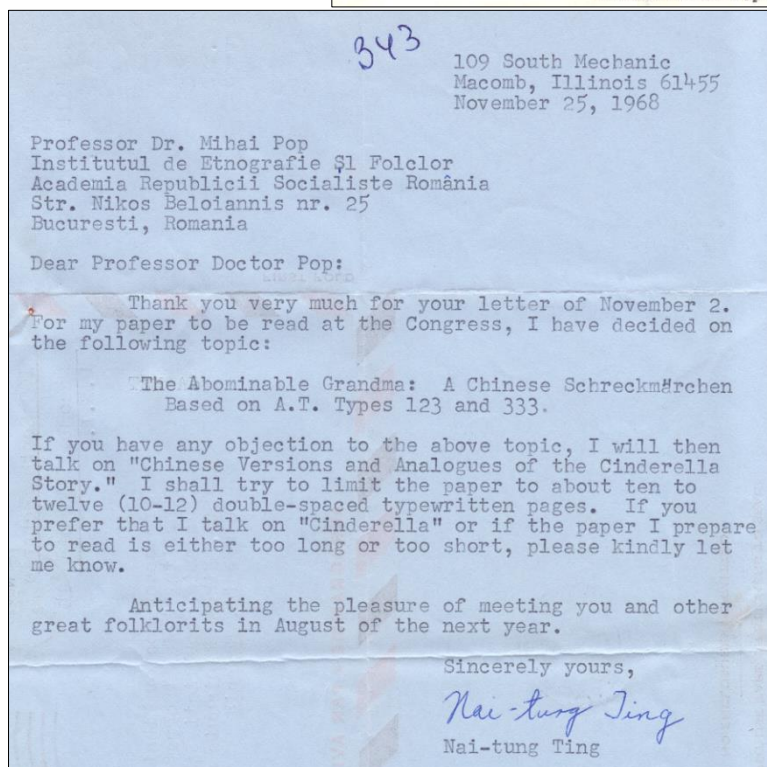 343
109 South Mechanic
Macomb, Illinois 61455
November 25, 1968
Professor Dr. Mihai Pop
Institutul de Etnografie Şl Folclor
Academia Republicii Socialiste România
Str. Nikos Beloiannis nr. 25
Bucuresti, Romania
Dear Professor Doctor Pop:
Thank you very much for your letter of November 2.
For my paper to be read at the Congress, I have decided on
the following topic:
The Abominable Grandma: A Chinese Schreckmärchen
Based on A.T. Types 123 and 333.
If you have any objection to the above topic, I will then
talk on "Chinese Versions and Analogues of the Cinderella
Story." I shall try to limit the paper to about ten to
twelve (10-12) double-spaced typewritten pages. If you
prefer that I talk on "Cinderella" or if the paper I prepare
to read is either too long or too short, please kindly let
me know.
Anticipating the pleasure of meeting you and other
great folklorits in August of the next year.
Sincerely yours,
Nai-tung Ting
Nai-tung Ting